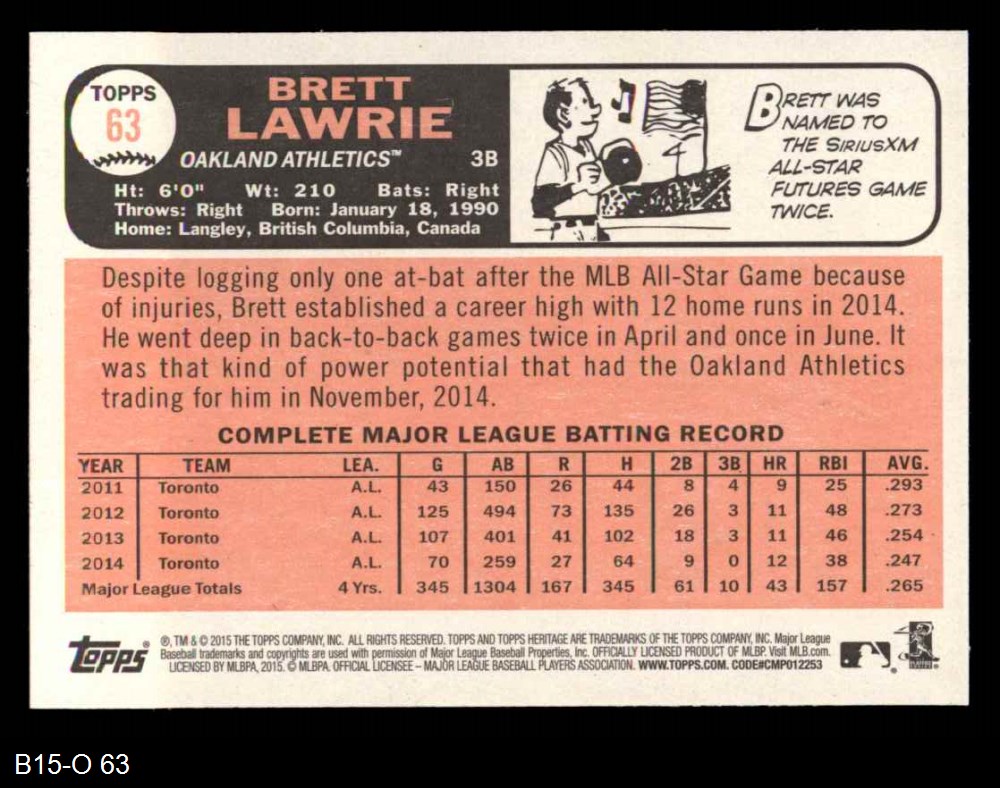 TOPPS
63
BRETT
LAWRIE
OAKLAND ATHLETICS™ 3B
Ht: 6'0" Wt: 210 Bats: Right
Throws: Right Born: January 18, 1990
Home: Langley, British Columbia, Canada
BRETT WAS
NAMED TO
THE SIRIUSXM
ALL-STAR
FUTURES GAME
TWICE.
Despite logging only one at-bat after the MLB All-Star Game because
of injuries, Brett established a career high with 12 home runs in 2014.
He went deep in back-to-back games twice in April and once in June. It
was that kind of power potential that had the Oakland Athletics
trading for him in November, 2014.
COMPLETE MAJOR LEAGUE BATTING RECORD
YEAR TEAM LEA. G AB R H 2B 3B HR RBI AVG.
2011 Toronto A.L. 43 150 26 44 8 4 9 25 .293
2012 Toronto A.L. 125 494 73 135 26 3 11 48 .273
2013 Toronto A.L. 107 401 41 102 18 3 11 46 .254
2014 Toronto A.L. 70 259 27 64 9 0 12 38 .247
Major League Totals 4 Yrs. 345 1304 167 345 61 10 43 157 .265
topps®
®, TM & © 2015 THE TOPPS COMPANY, INC. ALL RIGHTS RESERVED. TOPPS AND TOPPS HERITAGE ARE TRADEMARKS OF THE TOPPS COMPANY, INC. Major League
Baseball trademarks and copyrights are used with permission of Major League Baseball Properties, Inc. OFFICIALLY LICENSED PRODUCT OF MLBP. Visit MLB.com.
LICENSED BY MLBPA, 2015. © MLBPA. OFFICIAL LICENSEE – MAJOR LEAGUE BASEBALL PLAYERS ASSOCIATION. WWW.TOPPS.COM. CODE#CMP012253
B15-O 63